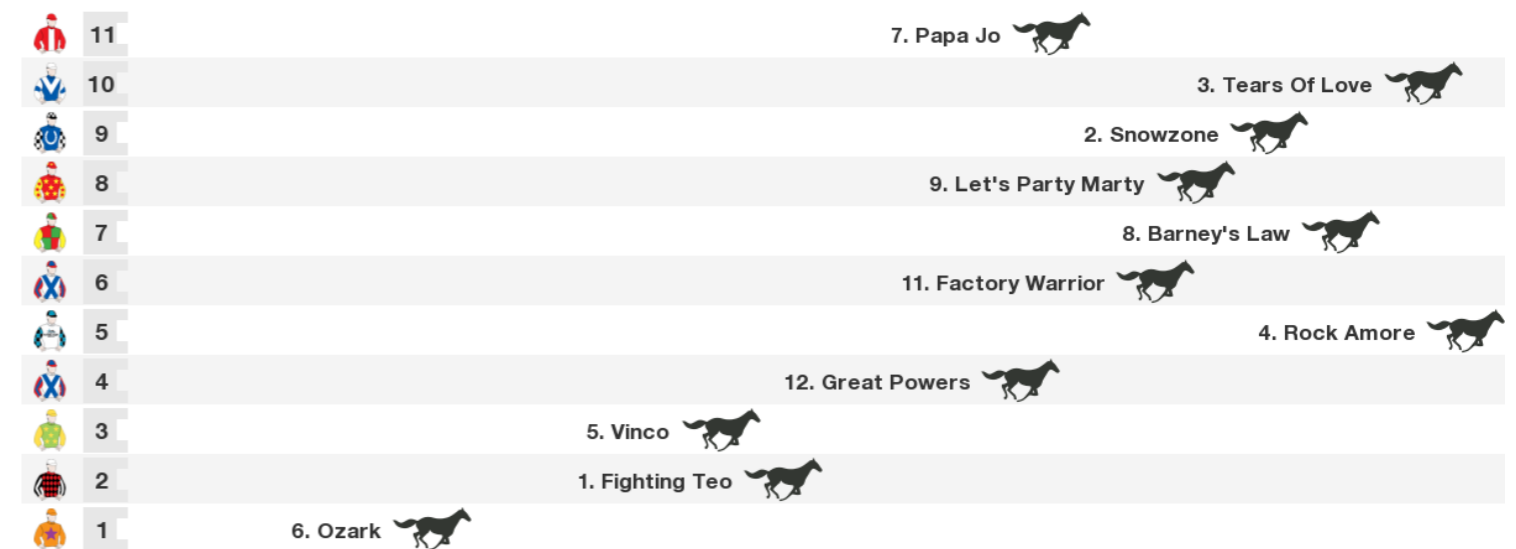 11 7. Papa Jo
10 3. Tears Of Love
9 2. Snowzone
8 9. Let's Party Marty
7 8. Barney's Law
6 11. Factory Warrior
5 4. Rock Amore
4 12. Great Powers
3 5. Vinco
2 1. Fighting Teo
1 6. Ozark